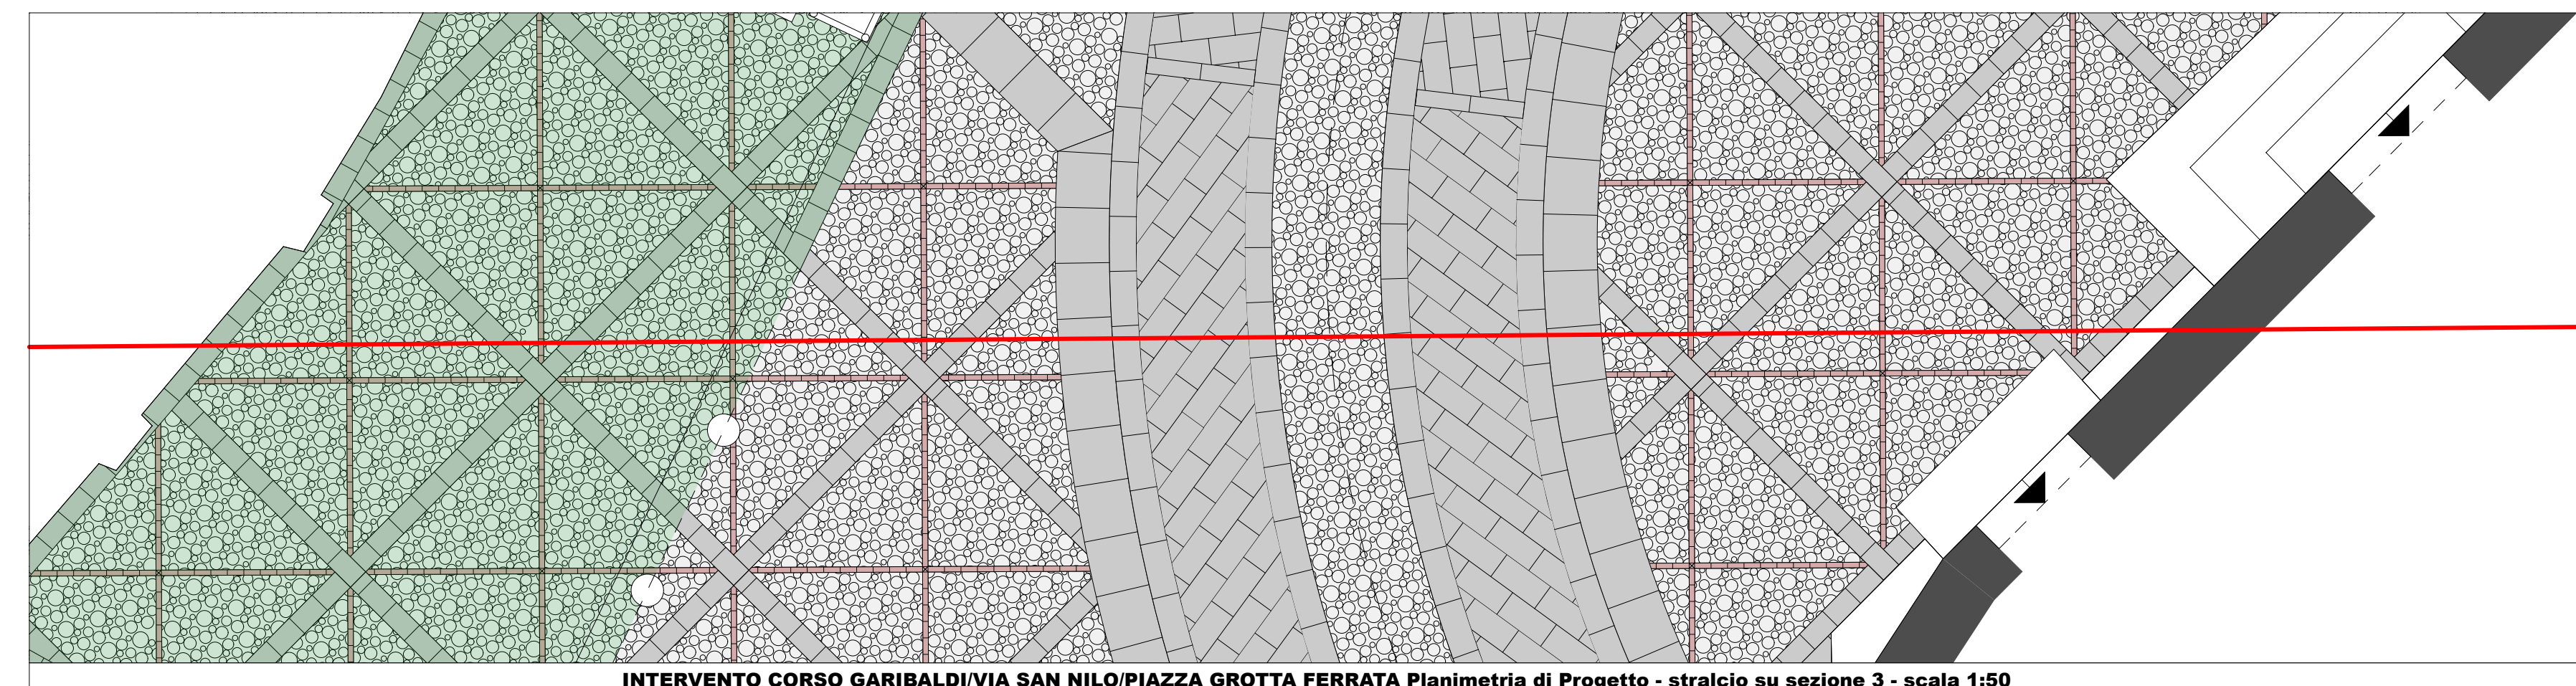 INTERVENTO CORSO GARIBALDI/VIA SAN NILO/PIAZZA GROTTA FERRATA Planimetria di Progetto - stralcio su sezione 3 - scala 1:50